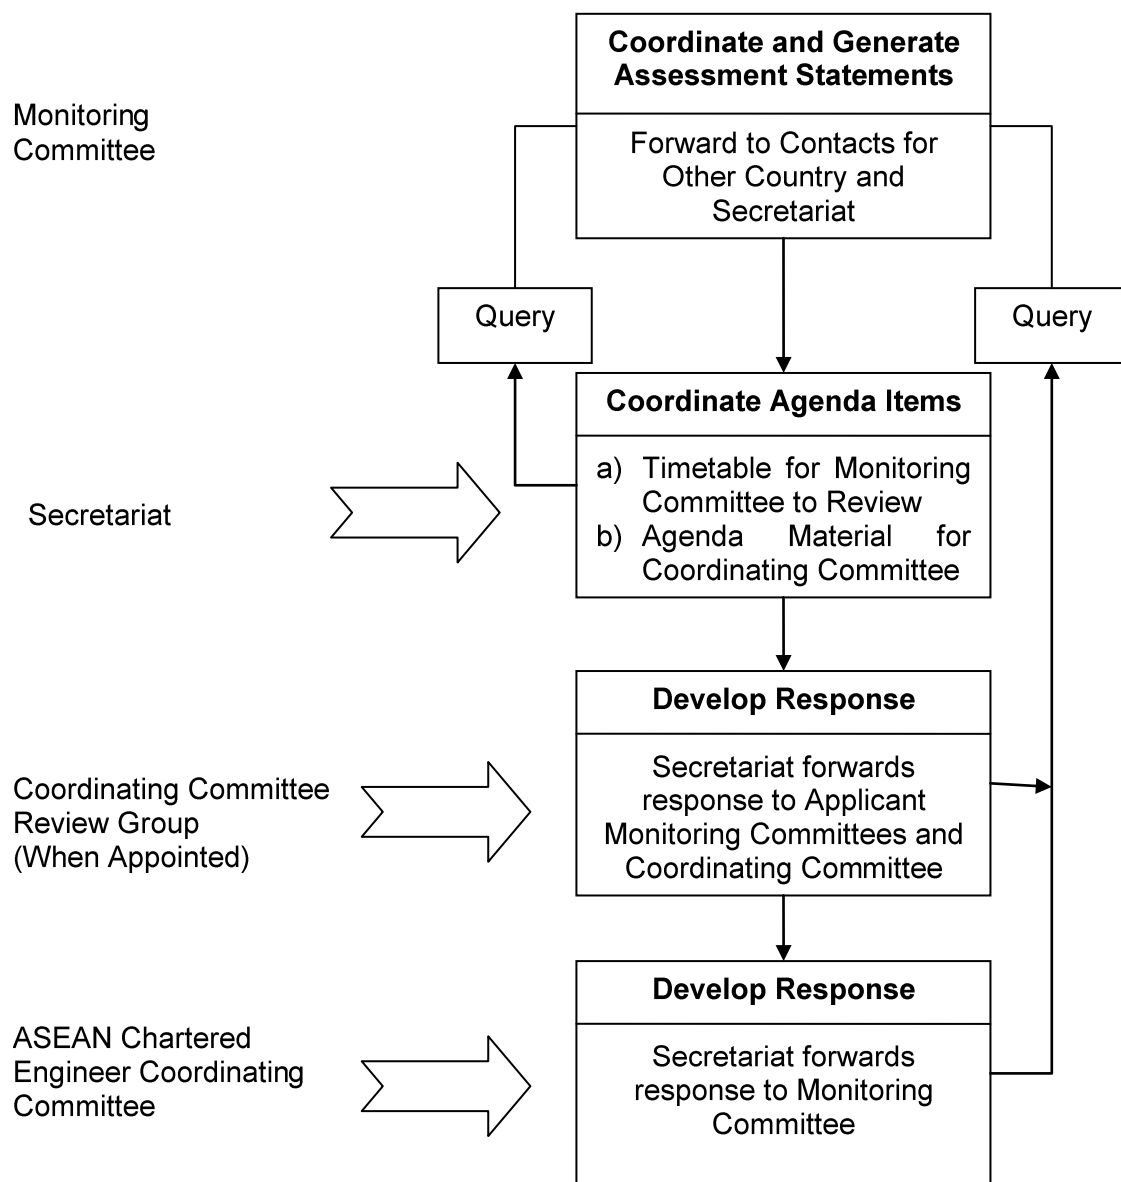 Coordinate and Generate
Assessment Statements
Monitoring
Committee
Forward to Contacts for
Other Country and
Secretariat
Query
Query
Coordinate Agenda Items
a) Timetable for Monitoring
Committee to Review
b) Agenda Material for
Coordinating Committee
Secretariat
Develop Response
Coordinating Committee
Review Group
(When Appointed)
Secretariat forwards
response to Applicant
Monitoring Committees and
Coordinating Committee
Develop Response
ASEAN Chartered
Engineer Coordinating
Committee
Secretariat forwards
response to Monitoring
Committee